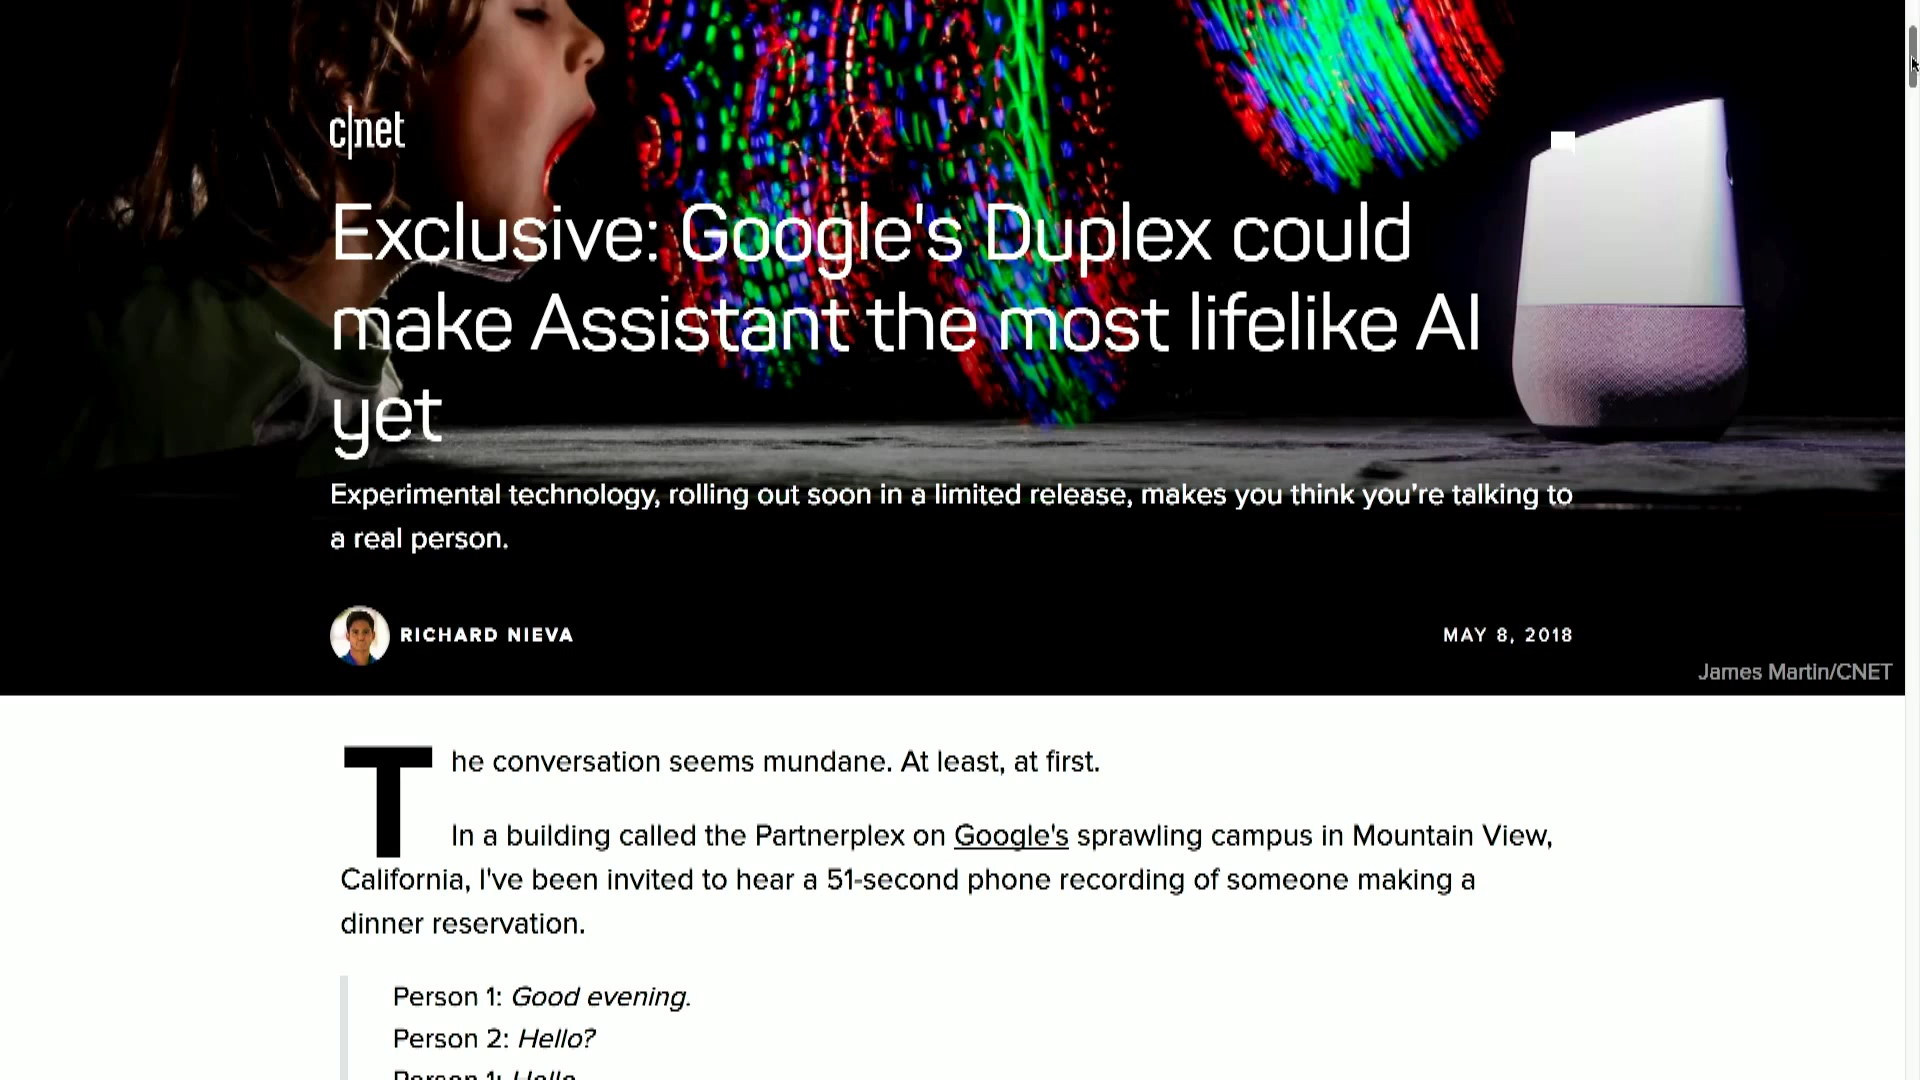 c|net
Exclusive: Google's Duplex could
make Assistant the most lifelike AI
yet
Experimental technology, rolling out soon in a limited release, makes you think you're talking to
a real person.
RICHARD NIEVA
MAY 8, 2018
James Martin/CNET
The conversation seems mundane. At least, at first.
In a building called the Partnerplex on Google's sprawling campus in Mountain View,
California, I've been invited to hear a 51-second phone recording of someone making a
dinner reservation.
Person 1: Good evening.
Person 2: Hello?
Person 1: Hello